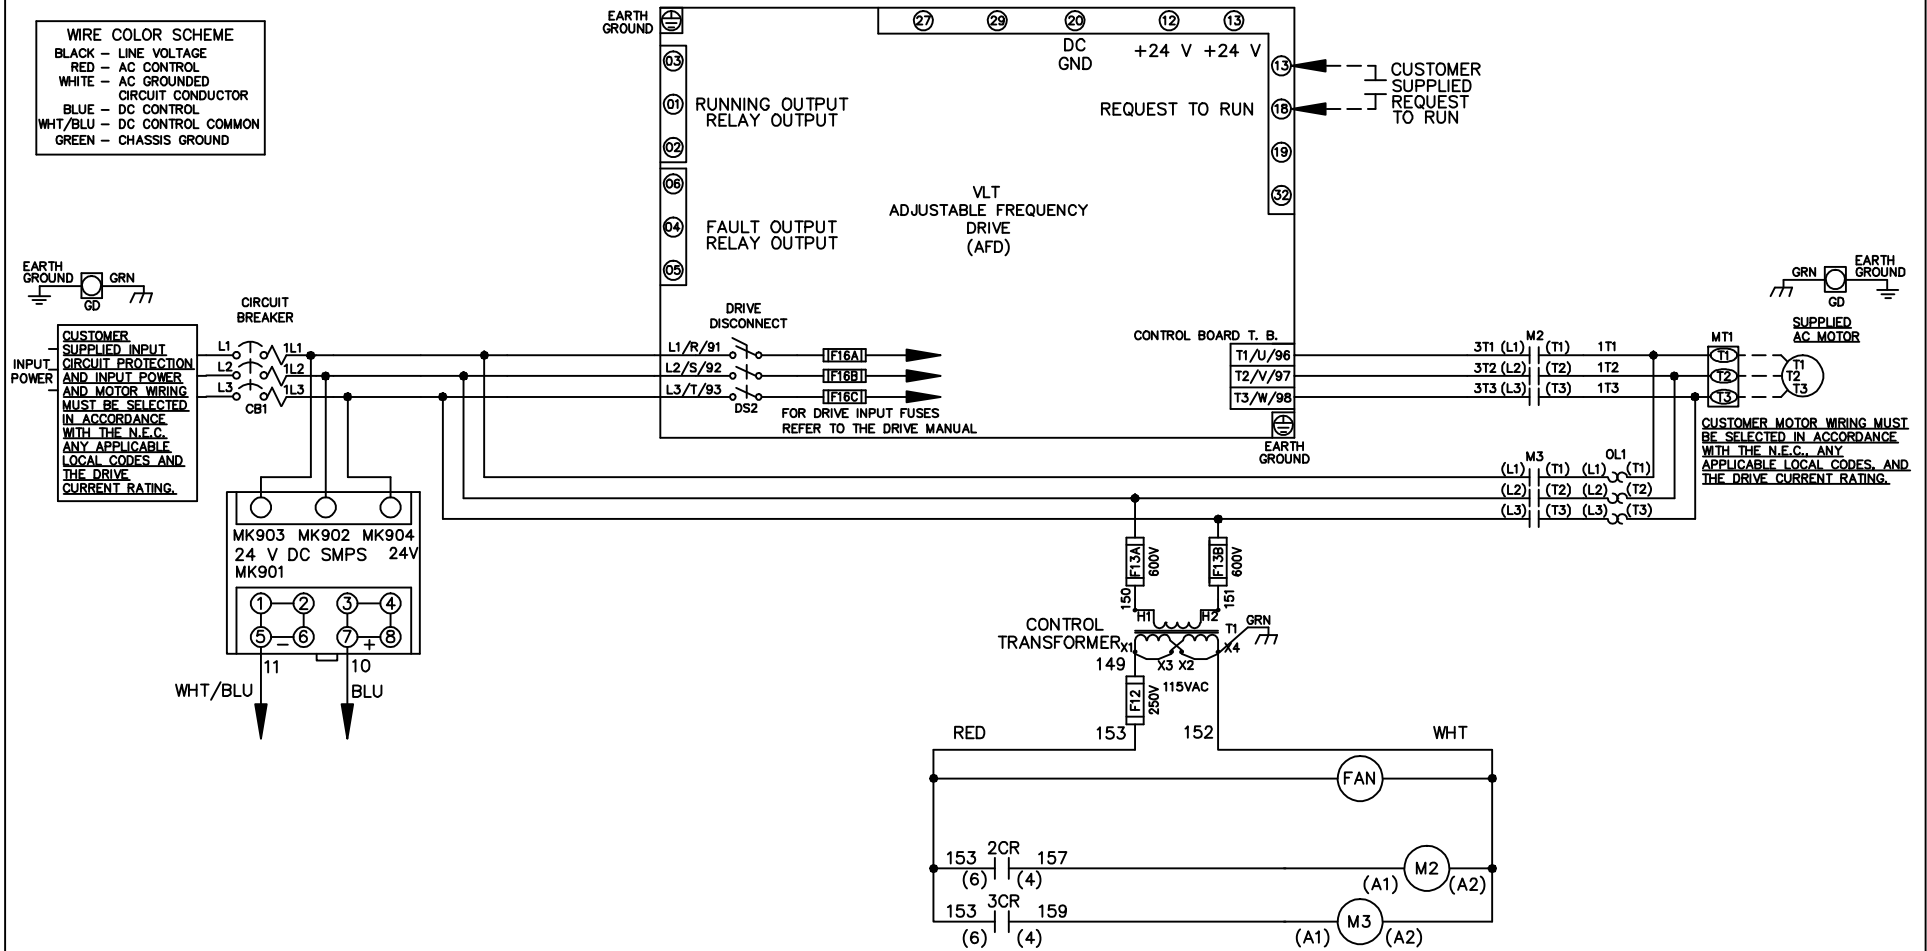 WIRE COLOR SCHEME
BLACK – LINE VOLTAGE
RED – AC CONTROL
WHITE – AC GROUNDED
CIRCUIT CONDUCTOR
BLUE – DC CONTROL
WHT/BLU – DC CONTROL COMMON
GREEN – CHASSIS GROUND
EARTH
GROUND
27 29 20 12 13
DC
GND
+24 V +24 V
03
01
02
RUNNING OUTPUT
RELAY OUTPUT
06
04
05
FAULT OUTPUT
RELAY OUTPUT
VLT
ADJUSTABLE FREQUENCY
DRIVE
(AFD)
REQUEST TO RUN
13
18
19
32
CUSTOMER
SUPPLIED
REQUEST
TO RUN
EARTH
GROUND
GRN
GD
INPUT
POWER
CUSTOMER
SUPPLIED INPUT
CIRCUIT PROTECTION
AND INPUT POWER
AND MOTOR WIRING
MUST BE SELECTED
IN ACCORDANCE
WITH THE N.E.C.
ANY APPLICABLE
LOCAL CODES AND
THE DRIVE
CURRENT RATING.
CIRCUIT
BREAKER
L1 1L1
L2 1L2
L3 1L3
CB1
DRIVE
DISCONNECT
L1/R/91 F16A
L2/S/92 F16B
L3/T/93 F16C
DS2
FOR DRIVE INPUT FUSES
REFER TO THE DRIVE MANUAL
CONTROL BOARD T. B.
T1/U/96
T2/V/97
T3/W/98
EARTH
GROUND
M2
3T1 (L1) (T1) 1T1
3T2 (L2) (T2) 1T2
3T3 (L3) (T3) 1T3
MT1
T1
T2
T3
GRN
GD
EARTH
GROUND
SUPPLIED
AC MOTOR
T1
T2
T3
CUSTOMER MOTOR WIRING MUST
BE SELECTED IN ACCORDANCE
WITH THE N.E.C., ANY
APPLICABLE LOCAL CODES, AND
THE DRIVE CURRENT RATING.
M3 OL1
(L1) (T1) (L1) (T1)
(L2) (T2) (L2) (T2)
(L3) (T3) (L3) (T3)
MK903 MK902 MK904
24 V DC SMPS 24V
MK901
1 2 3 4
5 – 6 7 + 8
11 10
WHT/BLU BLU
F13A 600V
F13B 600V
150 151
H1 H2
CONTROL
TRANSFORMER
T1
GRN
X1 X3 X2 X4
149
115VAC
F12 250V
153 152
RED WHT
FAN
153 2CR 157
(6) (4)
M2
(A1) (A2)
153 3CR 159
(6) (4)
M3
(A1) (A2)